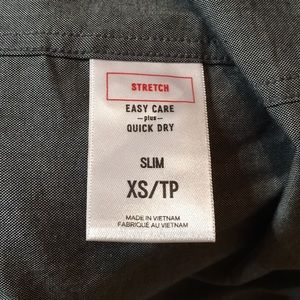 STRETCH
EASY CARE
—plus—
QUICK DRY
SLIM
XS/TP
MADE IN VIETNAM
FABRIQUÉ AU VIETNAM